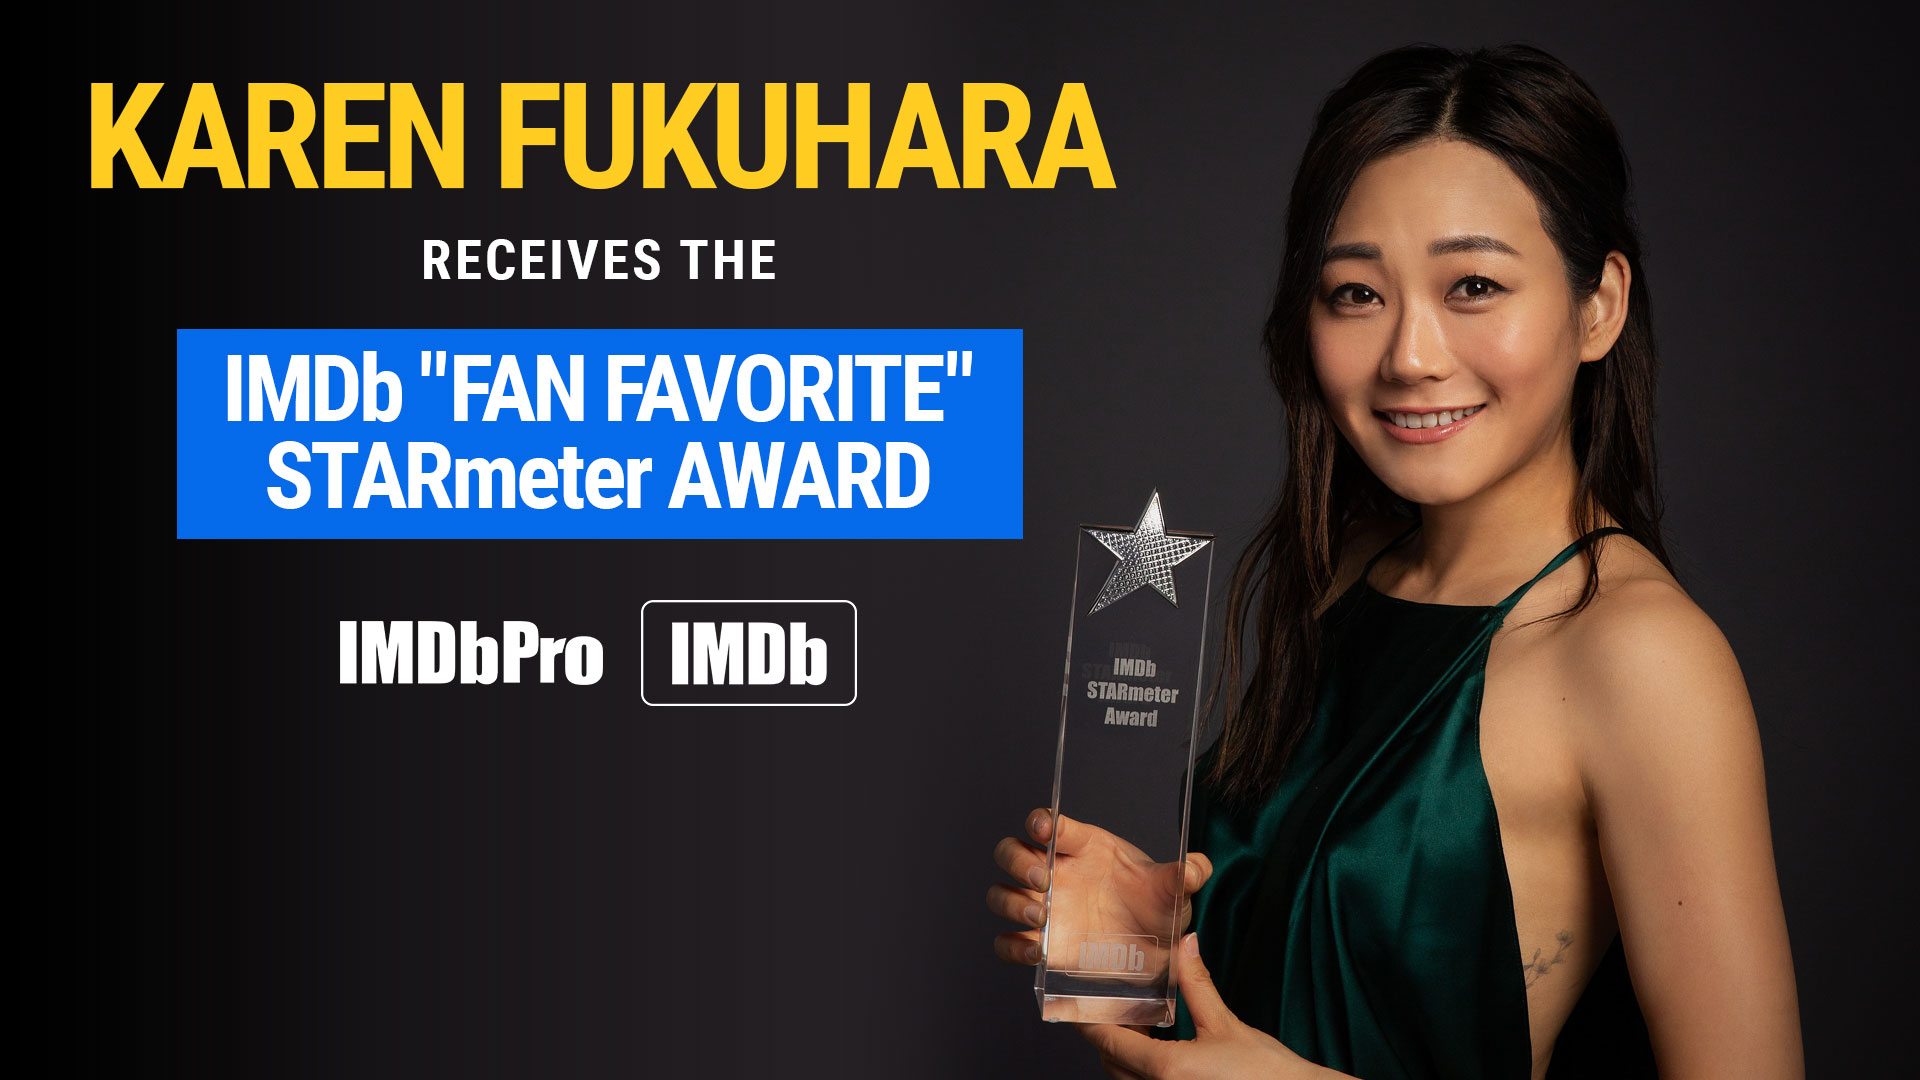 KAREN FUKUHARA
RECEIVES THE
IMDb "FAN FAVORITE"
STARmeter AWARD
IMDbPro IMDb
IMDb
STARmeter
Award
IMDb